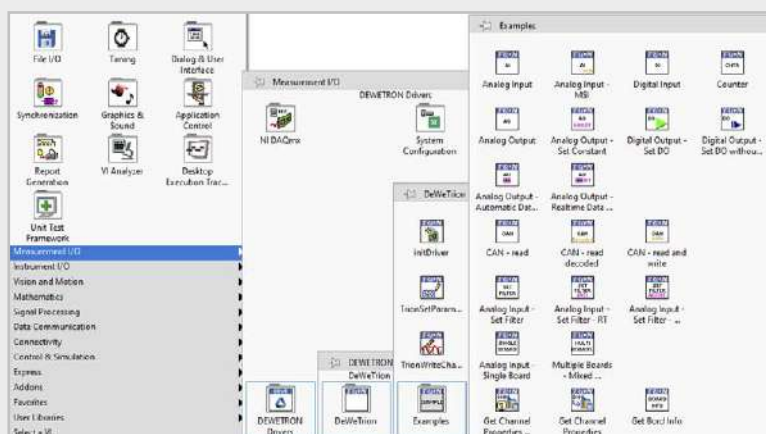 File I/O
Timing
Dialog & User
Interface
Synchronization
Graphics &
Sound
Application
Control
Report
Generation
VI Analyzer
Desktop
Execution Trac...
Unit Test
Framework
Measurement I/O
Instrument I/O
Vision and Motion
Mathematics
Signal Processing
Data Communication
Connectivity
Control & Simulation
Express
Addons
Favorites
User Libraries
Select a VI...
Measurement I/O
DEWETRON Drivers
NI DAQmx
System
Configuration
DEWETRON
Drivers
DEWETRON
DeWeTrion
DeWeTrion
DeWeTrion
initDriver
TrionSetParam...
TrionWriteCha...
Examples
Examples
Analog Input
Analog Input -
MSI
Digital Input
Counter
Analog Output
Analog Output -
Set Constant
Digital Output -
Set DO
Digital Output -
Set DO withou...
Analog Output -
Automatic Dat...
Analog Output -
Realtime Data ...
CAN - read
CAN - read
decoded
CAN - read and
write
Analog Input -
Set Filter
Analog Input -
Set Filter - RT
Analog Input -
Set Filter - ...
Analog Input -
Single Board
Multiple Boards
- Mixed ...
Get Channel
Properties ...
Get Channel
Properties
Get Bord Info